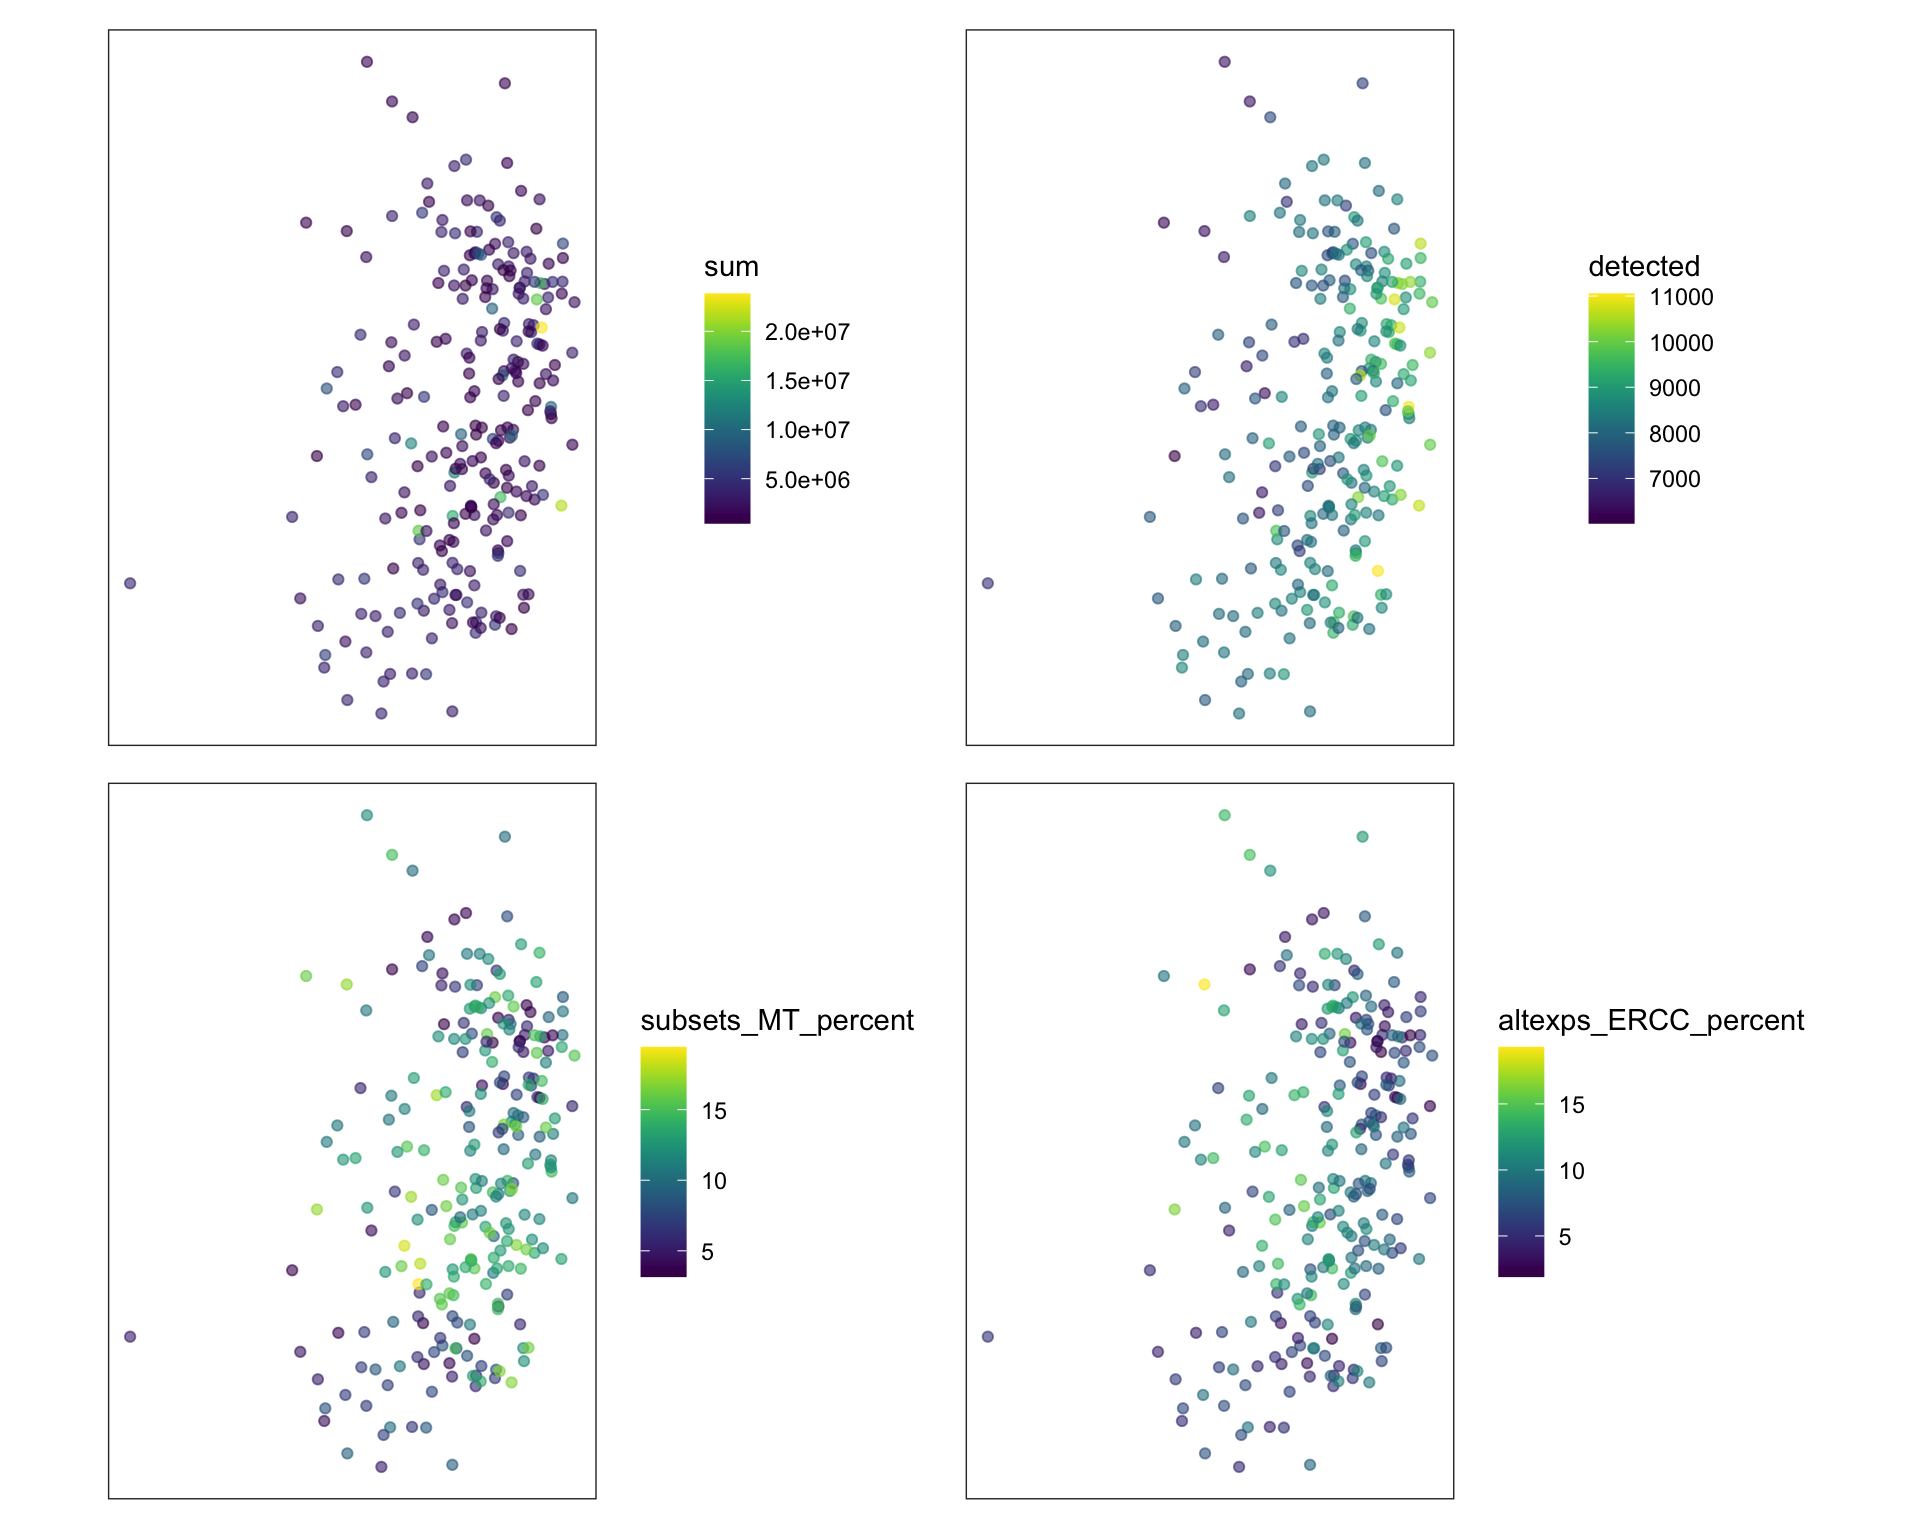 sum
2.0e+07
1.5e+07
1.0e+07
5.0e+06
detected
11000
10000
9000
8000
7000
subsets_MT_percent
15
10
5
altexps_ERCC_percent
15
10
5